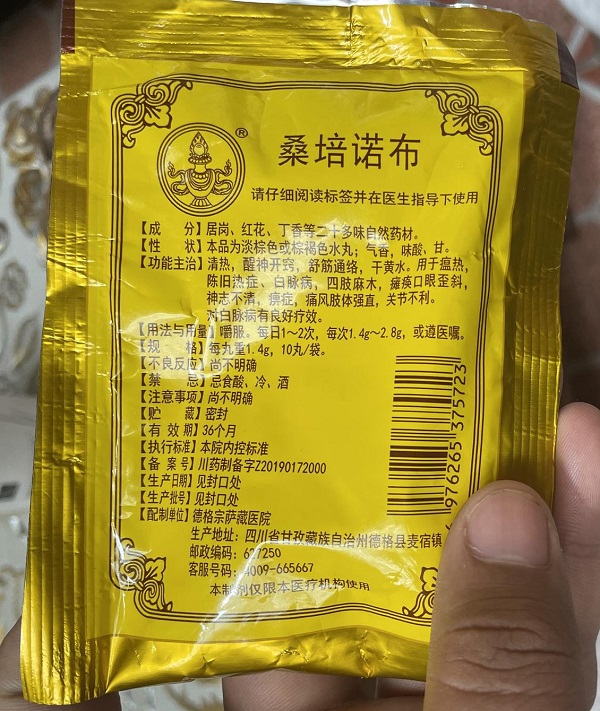 ®
桑培诺布
请仔细阅读标签并在医生指导下使用
【成 分】居岗、红花、丁香等二十多味自然药材。
【性 状】本品为淡棕色或棕褐色水丸；气香，味酸、甘。
【功能主治】清热，醒神开窍，舒筋通络，干黄水。用于瘟热，
陈旧热症、白脉病，四肢麻木，瘫痪口眼歪斜，
神志不清，痹症，痛风肢体强直，关节不利。
对白脉病有良好疗效。
【用法与用量】嚼服。每日1～2次，每次1.4g～2.8g，或遵医嘱。
【规 格】每丸重1.4g，10丸/袋。
【不良反应】尚不明确
【禁 忌】忌食酸、冷、酒
【注意事项】尚不明确
【贮 藏】密封
【有 效 期】36个月
【执行标准】本院内控标准
【备 案 号】川药制备字Z20190172000
【生产日期】见封口处
【生产批号】见封口处
【配制单位】德格宗萨藏医院
生产地址：四川省甘孜藏族自治州德格县麦宿镇
邮政编码：627250
客服号码：4009-665667
本制剂仅限本医疗机构使用
976265 375723